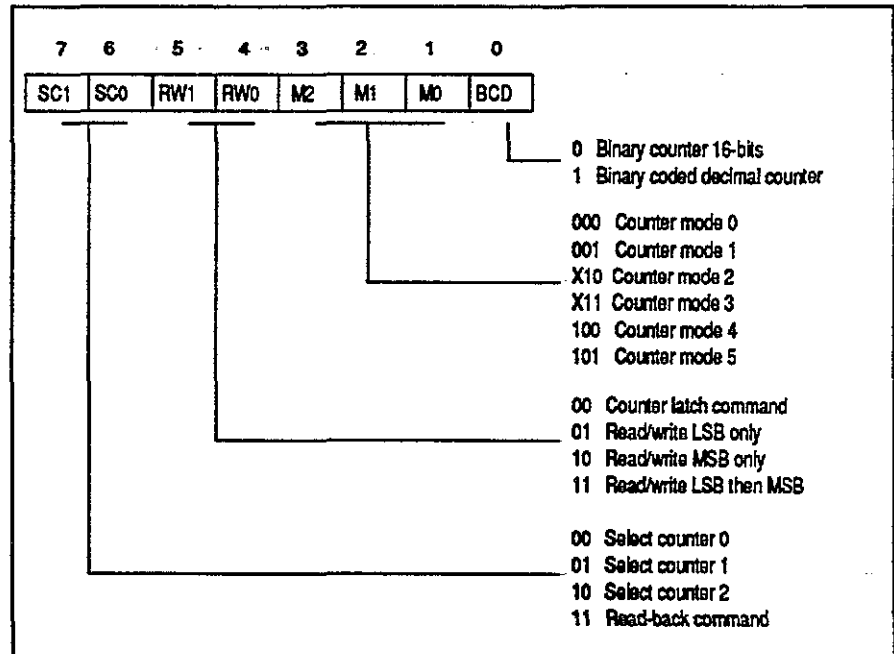 7 6 5 4 3 2 1 0
SC1 SC0 RW1 RW0 M2 M1 M0 BCD
0 Binary counter 16-bits
1 Binary coded decimal counter
000 Counter mode 0
001 Counter mode 1
X10 Counter mode 2
X11 Counter mode 3
100 Counter mode 4
101 Counter mode 5
00 Counter latch command
01 Read/write LSB only
10 Read/write MSB only
11 Read/write LSB then MSB
00 Select counter 0
01 Select counter 1
10 Select counter 2
11 Read-back command